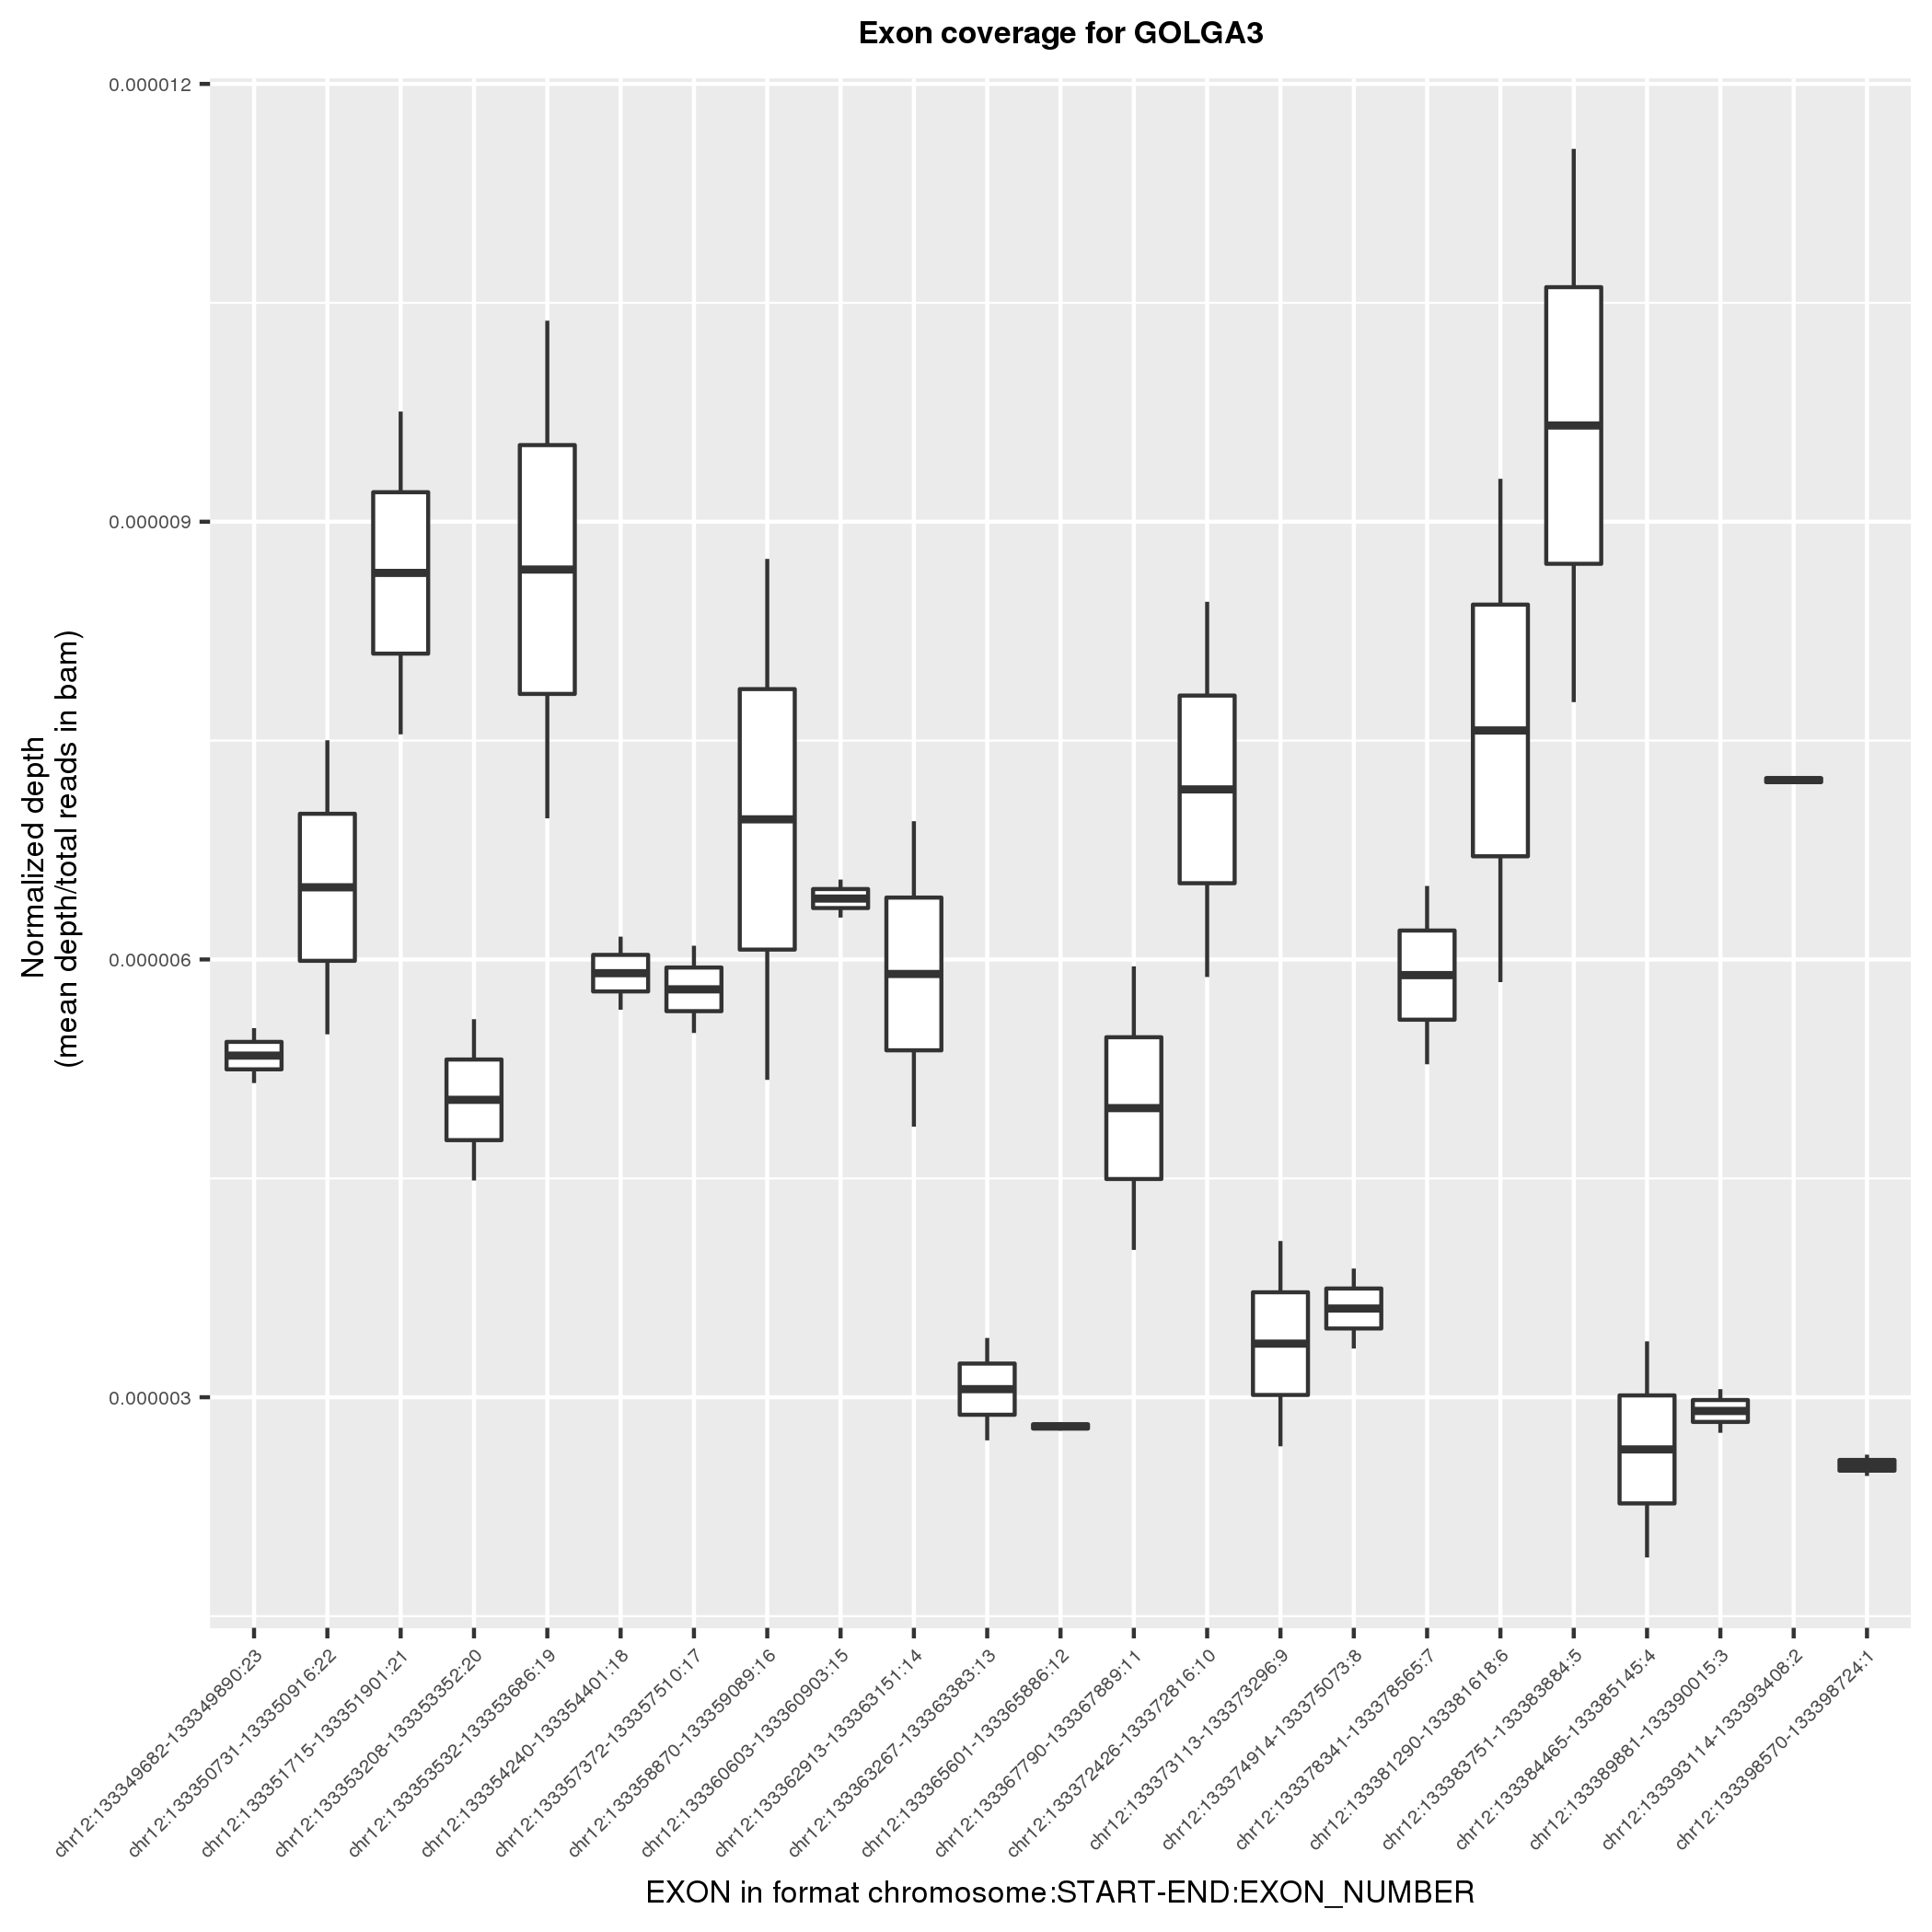 Exon coverage for GOLGA3
0.000012
0.000009
0.000006
0.000003
Normalized depth
(mean depth/total reads in bam)
chr12:133349682-133349890:23
chr12:133350731-133350916:22
chr12:133351715-133351901:21
chr12:133353208-133353352:20
chr12:133353532-133353686:19
chr12:133354240-133354401:18
chr12:133357372-133357510:17
chr12:133358870-133359089:16
chr12:133360603-133360903:15
chr12:133362913-133363151:14
chr12:133363267-133363383:13
chr12:133365601-133365886:12
chr12:133367790-133367889:11
chr12:133372426-133372816:10
chr12:133373113-133373296:9
chr12:133374914-133375073:8
chr12:133378341-133378565:7
chr12:133381290-133381618:6
chr12:133383751-133383884:5
chr12:133384465-133385145:4
chr12:133389881-133390015:3
chr12:133393114-133393408:2
chr12:133398570-133398724:1
EXON in format chromosome:START-END:EXON_NUMBER